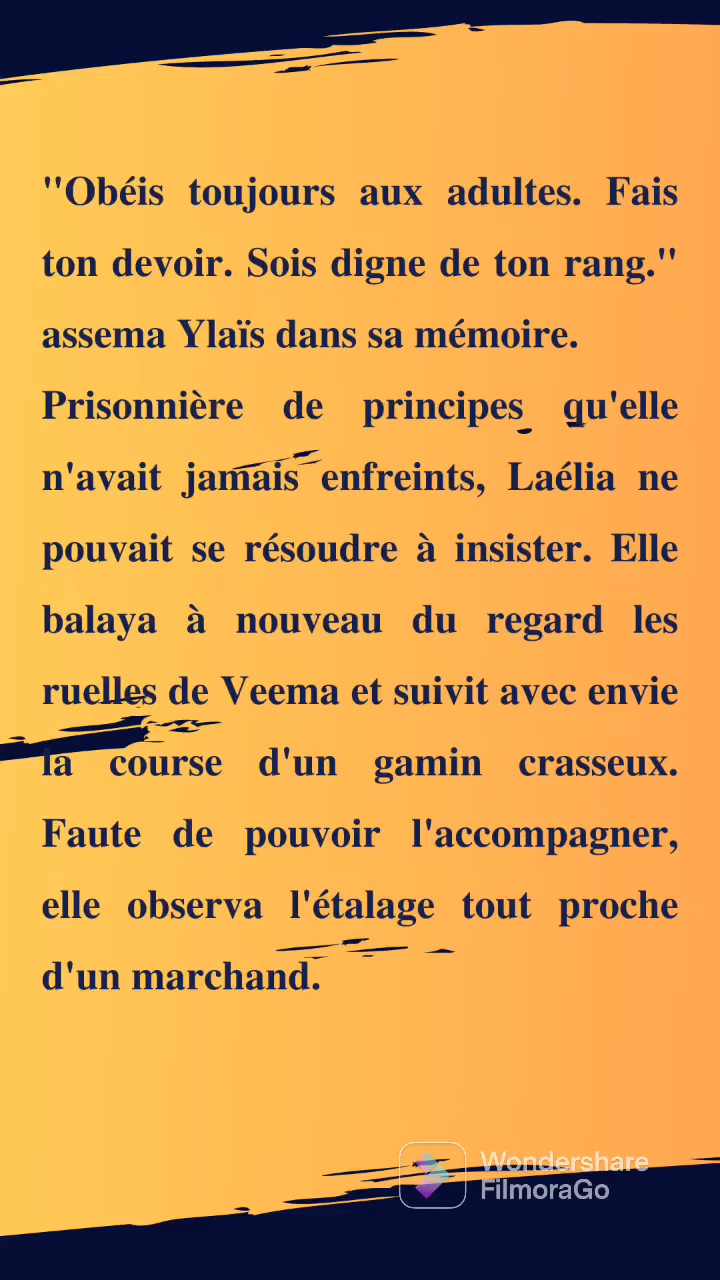 "Obéis toujours aux adultes. Fais
ton devoir. Sois digne de ton rang."
assema Ylaïs dans sa mémoire.
Prisonnière de principes qu'elle
n'avait jamais enfreints, Laélia ne
pouvait se résoudre à insister. Elle
balaya à nouveau du regard les
ruelles de Veema et suivit avec envie
la course d'un gamin crasseux.
Faute de pouvoir l'accompagner,
elle observa l'étalage tout proche
d'un marchand.
Wondershare
FilmoraGo